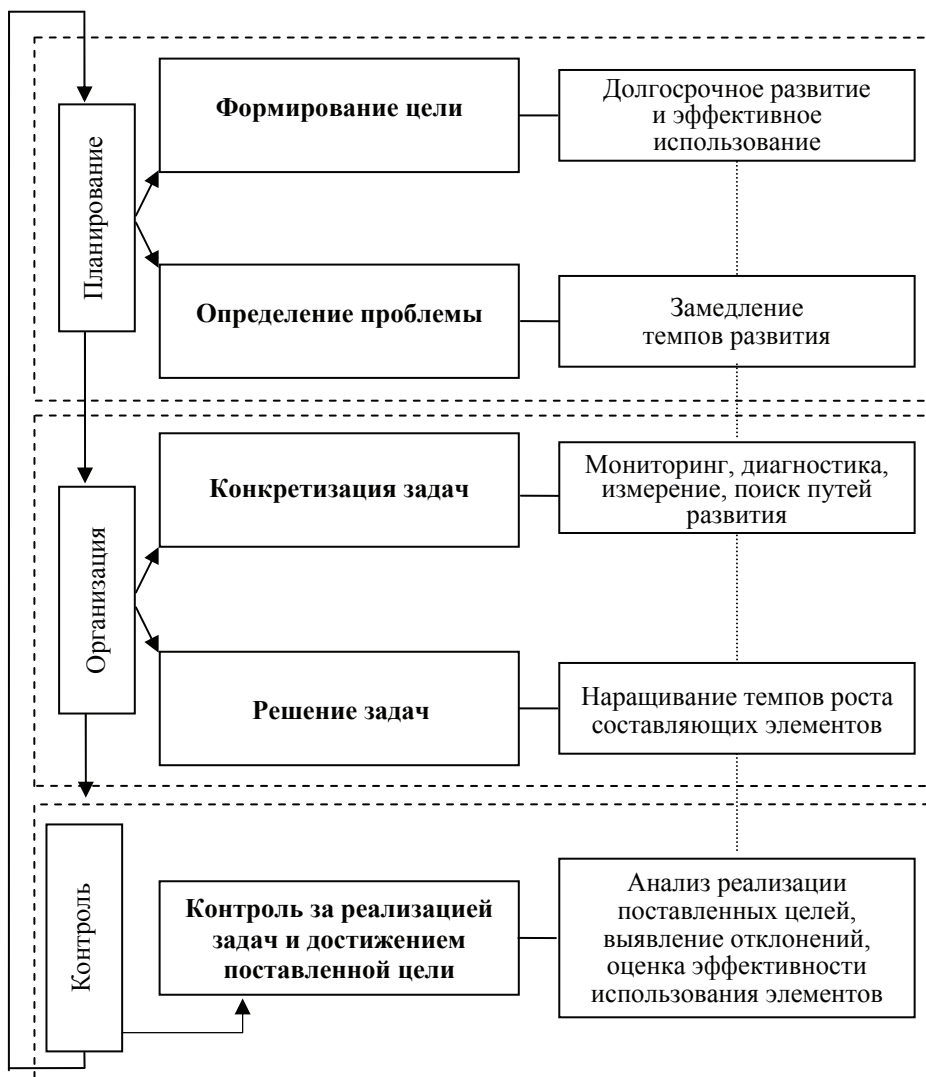 Планирование
Формирование цели
Долгосрочное развитие
и эффективное
использование
Определение проблемы
Замедление
темпов развития
Организация
Конкретизация задач
Мониторинг, диагностика,
измерение, поиск путей
развития
Решение задач
Наращивание темпов роста
составляющих элементов
Контроль
Контроль за реализацией
задач и достижением
поставленной цели
Анализ реализации
поставленных целей,
выявление отклонений,
оценка эффективности
использования элементов